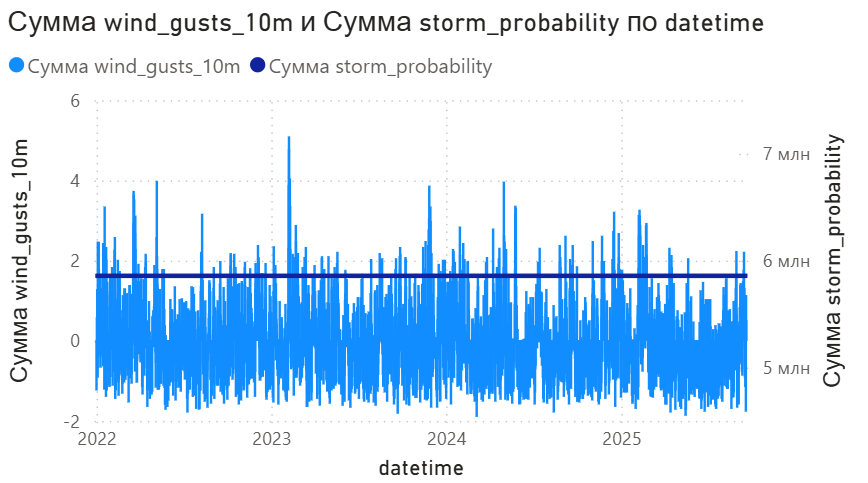 Сумма wind_gusts_10m и Сумма storm_probability по datetime
Сумма wind_gusts_10m Сумма storm_probability
Сумма wind_gusts_10m
6
4
2
0
-2
2022 2023 2024 2025
datetime
7 млн
6 млн
5 млн
Сумма storm_probability